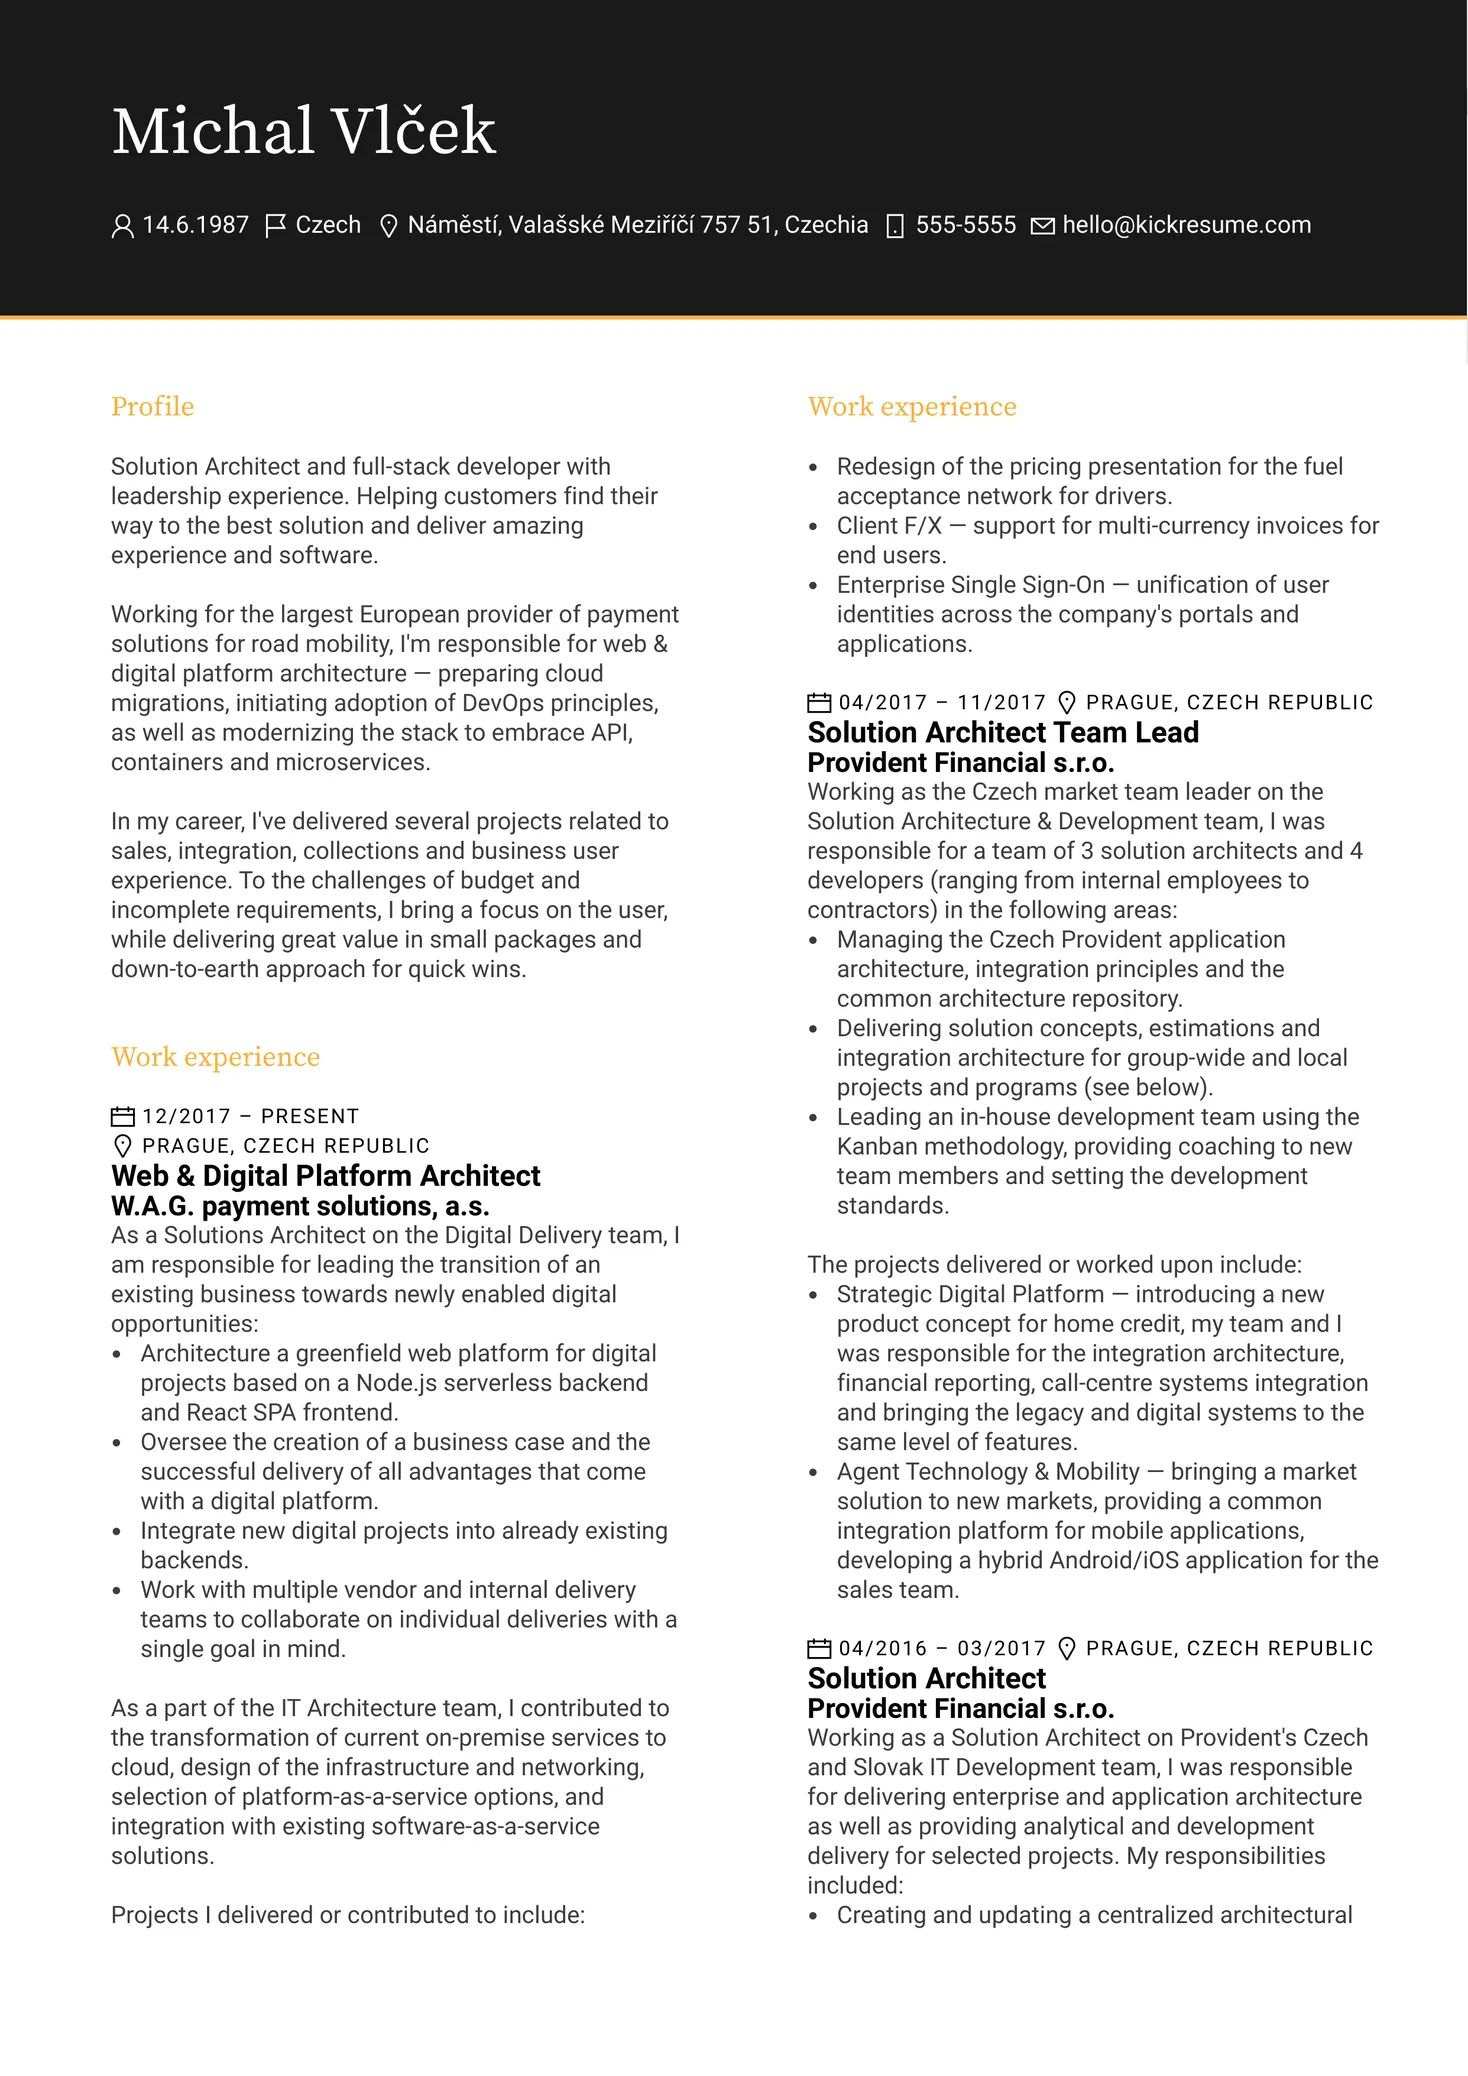 Michal Vlček
14.6.1987 Czech Náměstí, Valašské Meziříčí 757 51, Czechia 555-5555 hello@kickresume.com
Profile
Solution Architect and full-stack developer with
leadership experience. Helping customers find their
way to the best solution and deliver amazing
experience and software.
Working for the largest European provider of payment
solutions for road mobility, I'm responsible for web &
digital platform architecture — preparing cloud
migrations, initiating adoption of DevOps principles,
as well as modernizing the stack to embrace API,
containers and microservices.
In my career, I've delivered several projects related to
sales, integration, collections and business user
experience. To the challenges of budget and
incomplete requirements, I bring a focus on the user,
while delivering great value in small packages and
down-to-earth approach for quick wins.
Work experience
12/2017 – PRESENT
PRAGUE, CZECH REPUBLIC
Web & Digital Platform Architect
W.A.G. payment solutions, a.s.
As a Solutions Architect on the Digital Delivery team, I
am responsible for leading the transition of an
existing business towards newly enabled digital
opportunities:
• Architecture a greenfield web platform for digital
projects based on a Node.js serverless backend
and React SPA frontend.
• Oversee the creation of a business case and the
successful delivery of all advantages that come
with a digital platform.
• Integrate new digital projects into already existing
backends.
• Work with multiple vendor and internal delivery
teams to collaborate on individual deliveries with a
single goal in mind.
As a part of the IT Architecture team, I contributed to
the transformation of current on-premise services to
cloud, design of the infrastructure and networking,
selection of platform-as-a-service options, and
integration with existing software-as-a-service
solutions.
Projects I delivered or contributed to include:
Work experience
• Redesign of the pricing presentation for the fuel
acceptance network for drivers.
• Client F/X — support for multi-currency invoices for
end users.
• Enterprise Single Sign-On — unification of user
identities across the company's portals and
applications.
04/2017 – 11/2017 PRAGUE, CZECH REPUBLIC
Solution Architect Team Lead
Provident Financial s.r.o.
Working as the Czech market team leader on the
Solution Architecture & Development team, I was
responsible for a team of 3 solution architects and 4
developers (ranging from internal employees to
contractors) in the following areas:
• Managing the Czech Provident application
architecture, integration principles and the
common architecture repository.
• Delivering solution concepts, estimations and
integration architecture for group-wide and local
projects and programs (see below).
• Leading an in-house development team using the
Kanban methodology, providing coaching to new
team members and setting the development
standards.
The projects delivered or worked upon include:
• Strategic Digital Platform — introducing a new
product concept for home credit, my team and I
was responsible for the integration architecture,
financial reporting, call-centre systems integration
and bringing the legacy and digital systems to the
same level of features.
• Agent Technology & Mobility — bringing a market
solution to new markets, providing a common
integration platform for mobile applications,
developing a hybrid Android/iOS application for the
sales team.
04/2016 – 03/2017 PRAGUE, CZECH REPUBLIC
Solution Architect
Provident Financial s.r.o.
Working as a Solution Architect on Provident's Czech
and Slovak IT Development team, I was responsible
for delivering enterprise and application architecture
as well as providing analytical and development
delivery for selected projects. My responsibilities
included:
• Creating and updating a centralized architectural